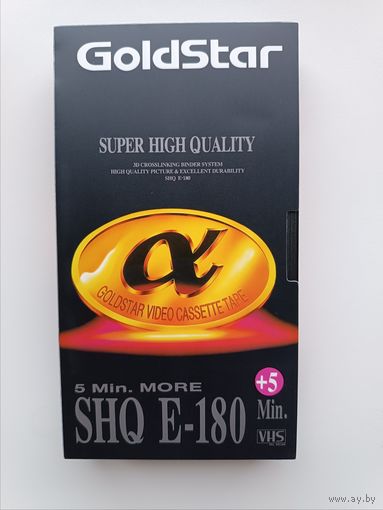 GoldStar
SUPER HIGH QUALITY
3D CROSSLINKING BINDER SYSTEM
HIGH QUALITY PICTURE & EXCELLENT DURABILITY
SHQ E-180
α
GOLDSTAR VIDEO CASSETTE TAPE
5 Min. MORE
+5
SHQ E-180 Min.
VHS
www.ay.by